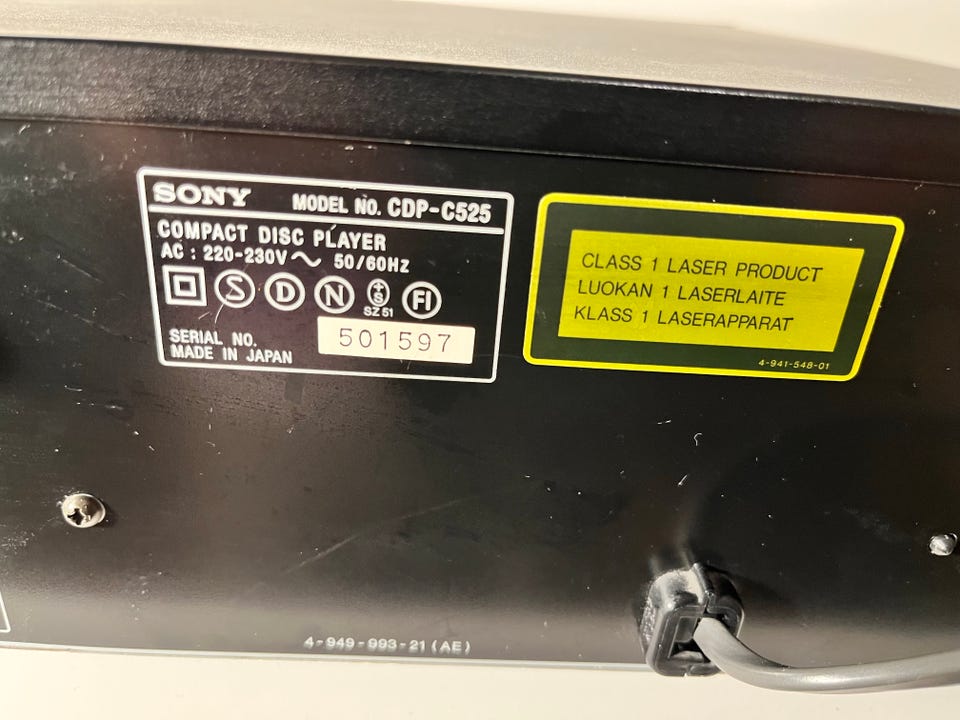 SONY MODEL NO. CDP-C525
COMPACT DISC PLAYER
AC : 220-230V～ 50/60Hz
S D N +S FI
SZ 51
SERIAL NO. 501597
MADE IN JAPAN
CLASS 1 LASER PRODUCT
LUOKAN 1 LASERLAITE
KLASS 1 LASERAPPARAT
4-941-548-01
4-949-993-21 (AE)